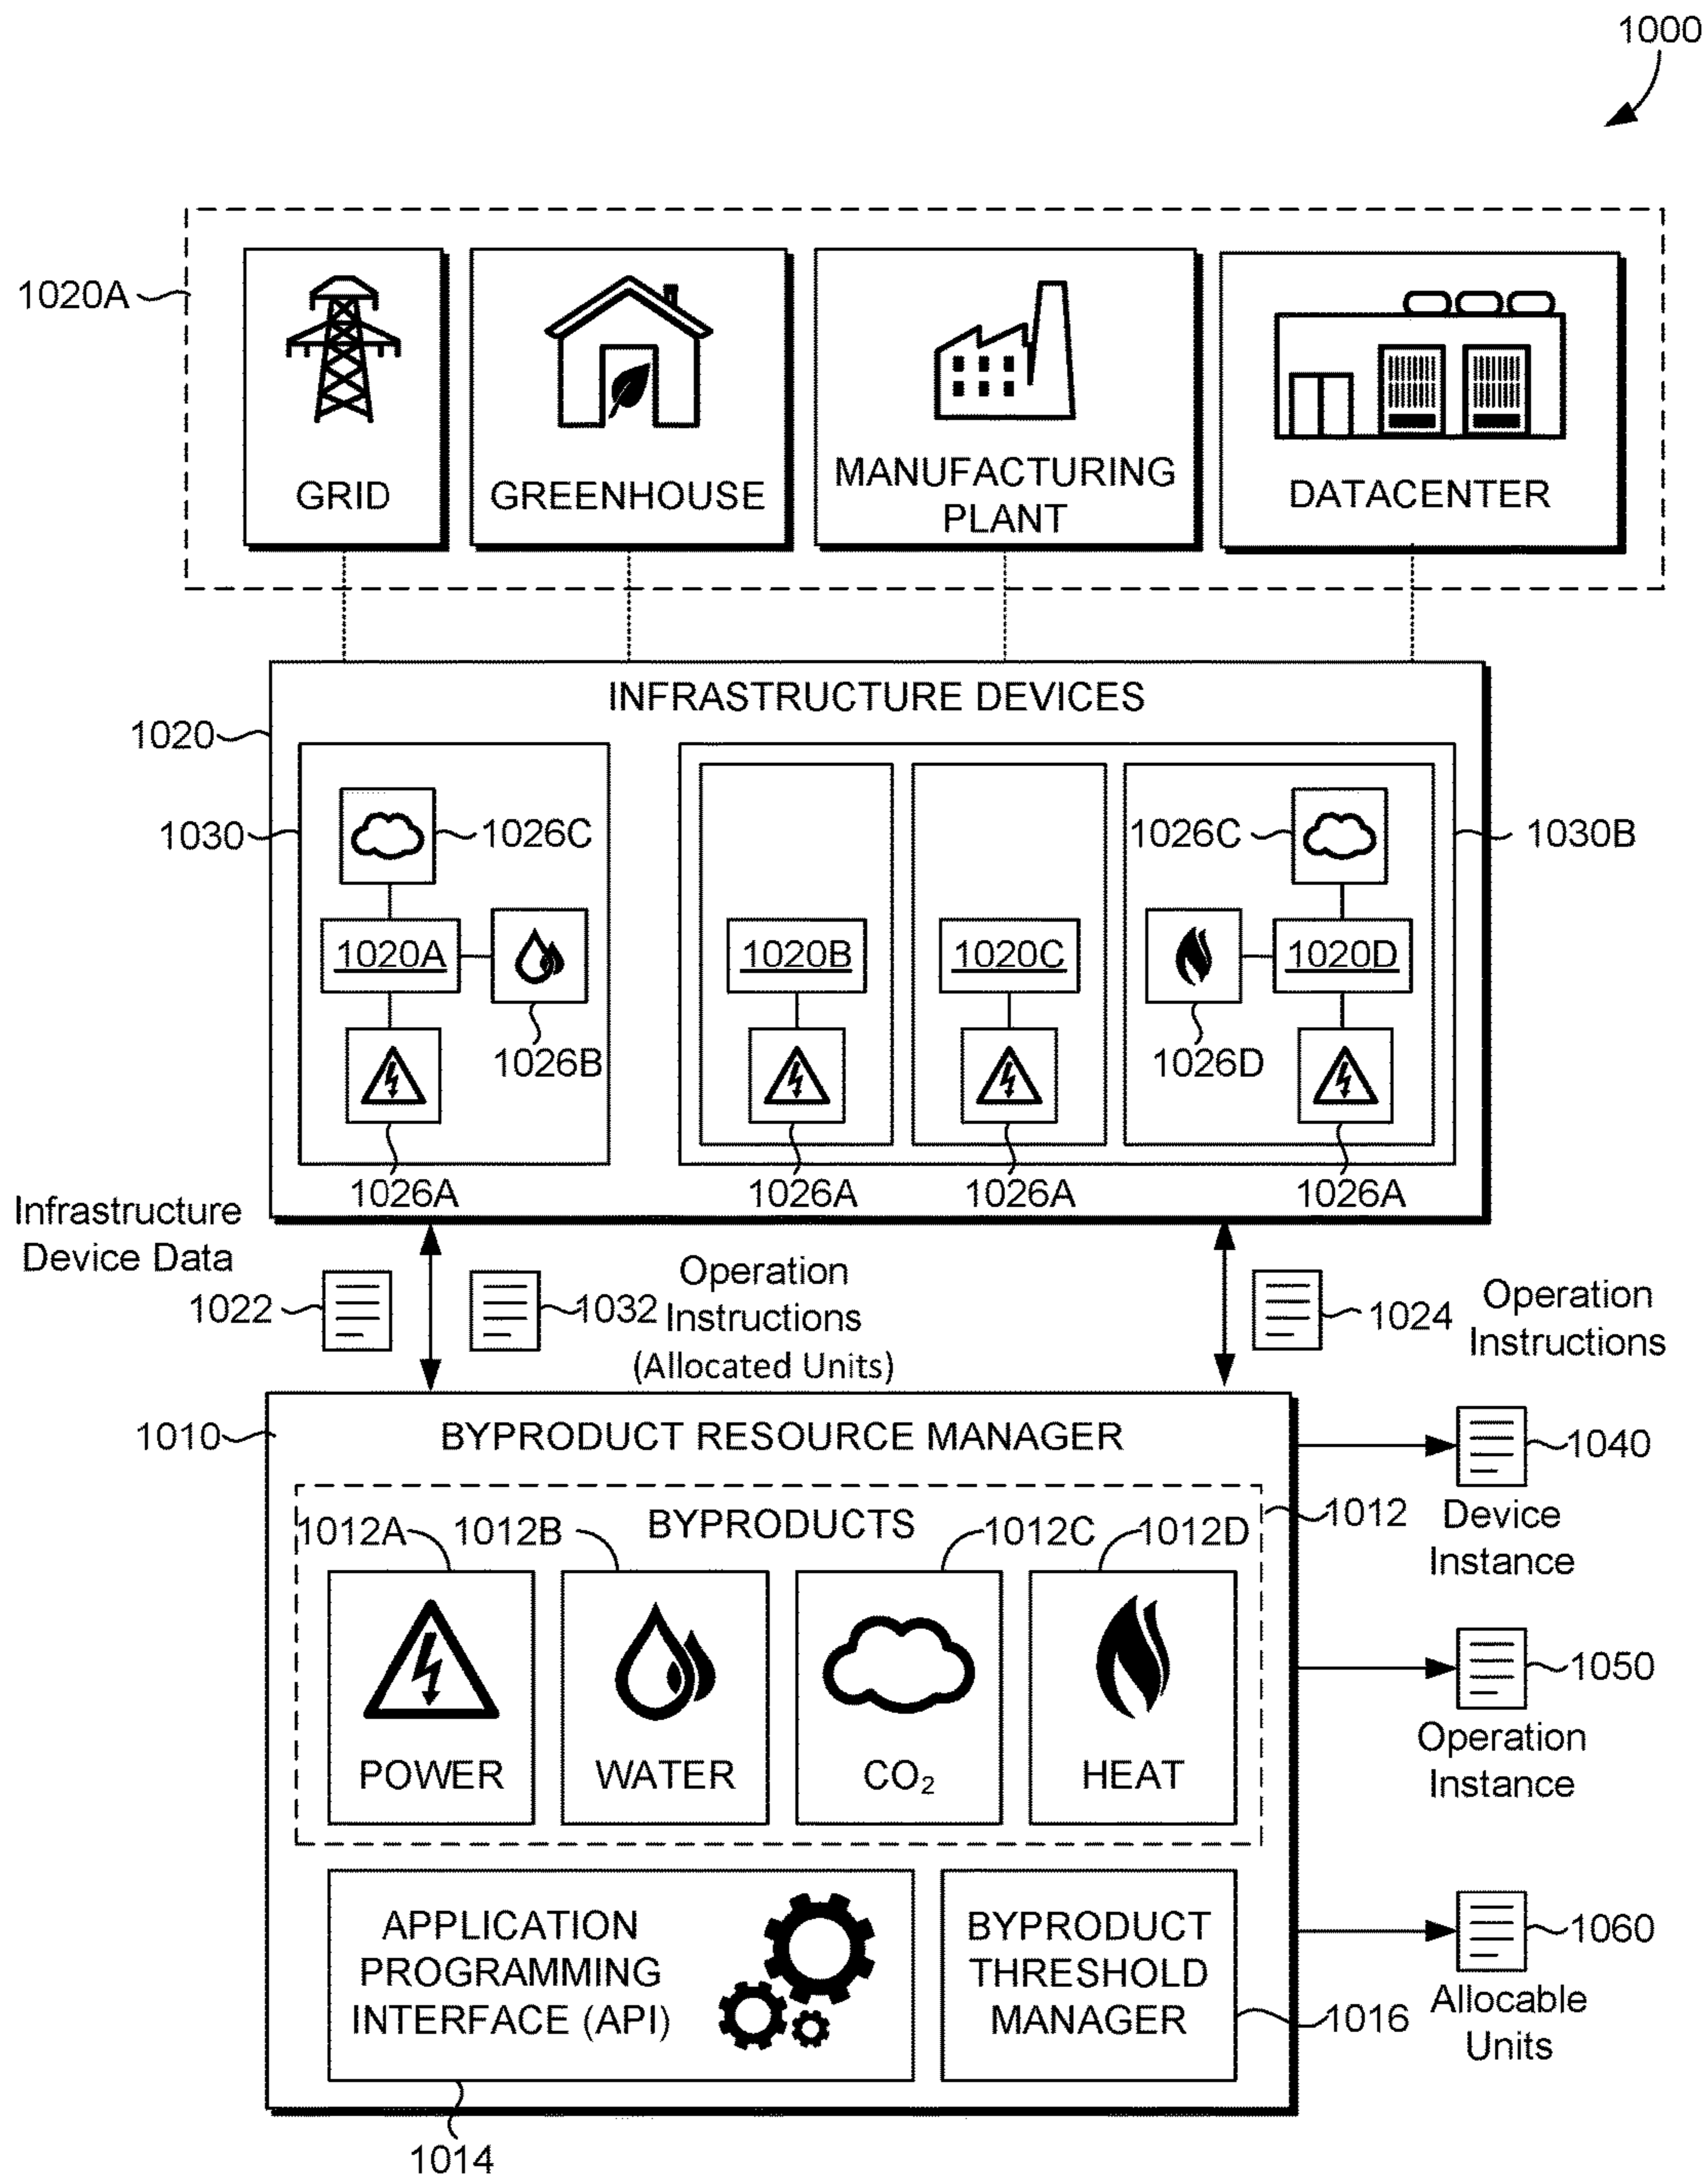 1000
1020A
GRID
GREENHOUSE
MANUFACTURING
PLANT
DATACENTER
INFRASTRUCTURE DEVICES
1020
1030
1026C
1026C
1030B
1020A
1020B
1020C
1020D
1026B
1026D
1026A
1026A
1026A
1026A
Infrastructure
Device Data
1022
1032
Operation
Instructions
(Allocated Units)
1024
Operation
Instructions
1010
BYPRODUCT RESOURCE MANAGER
1040
Device
Instance
BYPRODUCTS
1012
1012A
1012B
1012C
1012D
POWER
WATER
CO₂
HEAT
1050
Operation
Instance
APPLICATION
PROGRAMMING
INTERFACE (API)
BYPRODUCT
THRESHOLD
MANAGER
1016
1060
Allocable
Units
1014